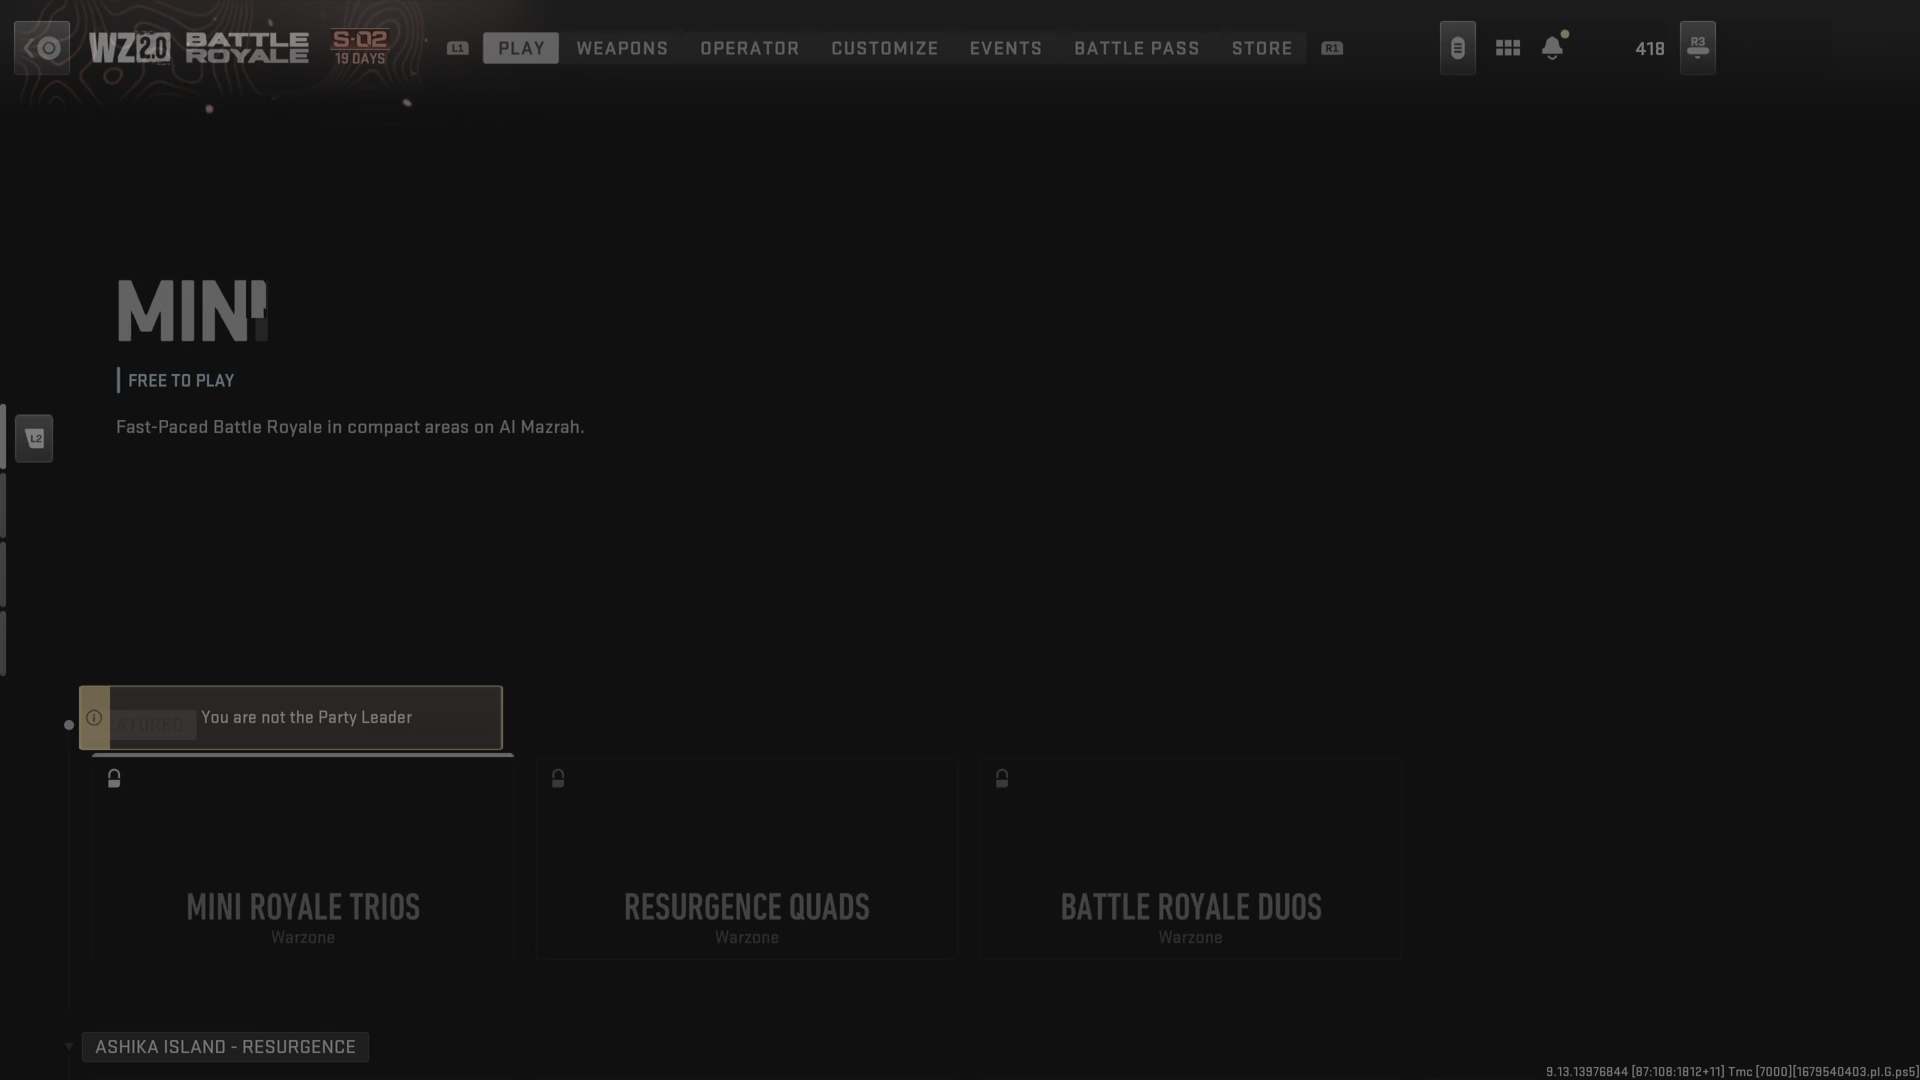 WZ2.0 BATTLE ROYALE S-02 19 DAYS L1 PLAY WEAPONS OPERATOR CUSTOMIZE EVENTS BATTLE PASS STORE R1 418 R3
MINI
FREE TO PLAY
Fast-Paced Battle Royale in compact areas on Al Mazrah.
L2
You are not the Party Leader
MINI ROYALE TRIOS
Warzone
RESURGENCE QUADS
Warzone
BATTLE ROYALE DUOS
Warzone
ASHIKA ISLAND - RESURGENCE
9.13.13976844 [87:108:1812+11] Tmc [7000][1679540403.pl.G.ps5]